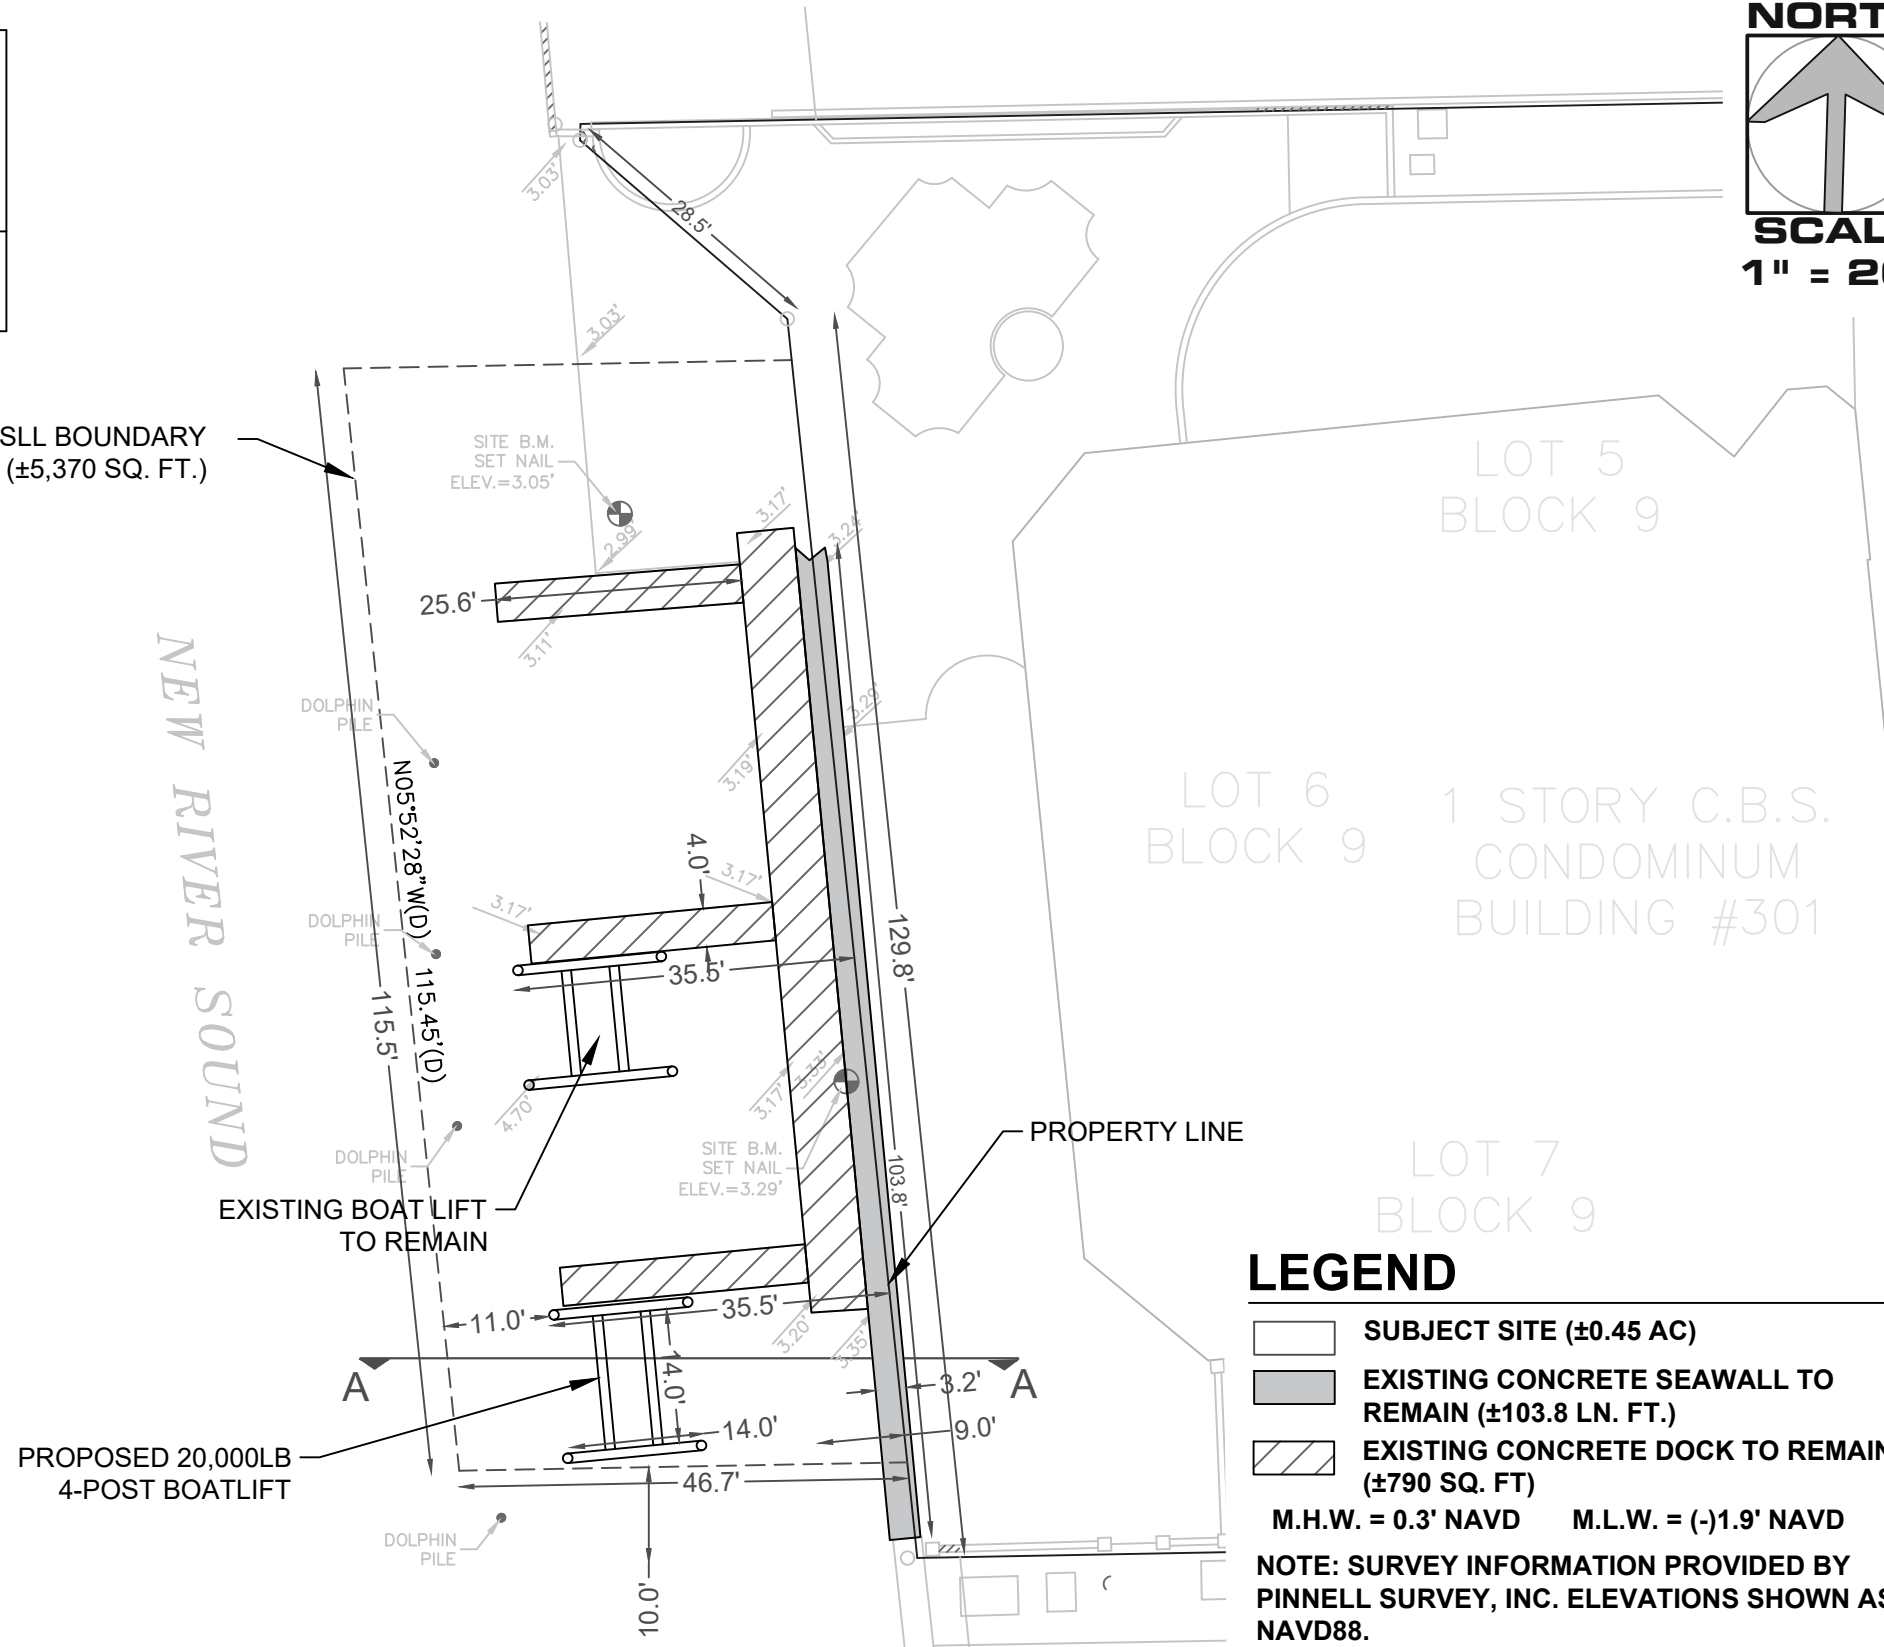 NORT
SCAL
1" = 2
28.5'
3.03'
3.03'
SLL BOUNDARY
(±5,370 SQ. FT.)
SITE B.M.
SET NAIL
ELEV.=3.05'
3.17'
3.24'
2.99'
25.6'
3.11'
LOT 5
BLOCK 9
NEW RIVER SOUND
DOLPHIN
PILE
3.29'
3.19'
N05°52'28"W(D) 115.45'(D)
LOT 6
BLOCK 9
1 STORY C.B.S.
CONDOMINUM
BUILDING #301
4.0'
3.17'
3.17'
DOLPHIN
PILE
35.5'
129.8'
115.5'
3.33'
3.17'
4.70'
DOLPHIN
PILE
SITE B.M.
SET NAIL
ELEV.=3.29'
103.8'
PROPERTY LINE
LOT 7
BLOCK 9
EXISTING BOAT LIFT
TO REMAIN
11.0'
35.5'
3.20'
3.35'
A
A
14.0'
3.2'
14.0'
9.0'
46.7'
PROPOSED 20,000LB
4-POST BOATLIFT
DOLPHIN
PILE
10.0'
LEGEND
SUBJECT SITE (±0.45 AC)
EXISTING CONCRETE SEAWALL TO
REMAIN (±103.8 LN. FT.)
EXISTING CONCRETE DOCK TO REMAIN
(±790 SQ. FT)
M.H.W. = 0.3' NAVD M.L.W. = (-)1.9' NAVD
NOTE: SURVEY INFORMATION PROVIDED BY
PINNELL SURVEY, INC. ELEVATIONS SHOWN AS
NAVD88.